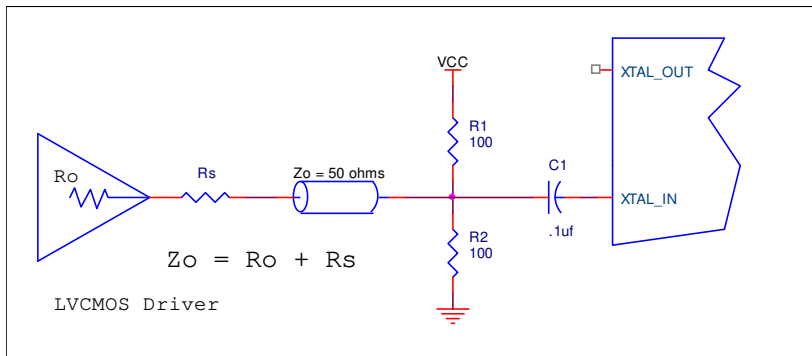 VCC
XTAL_OUT
R1
100
C1
Ro
Rs
Zo = 50 ohms
XTAL_IN
.1uf
R2
100
Zo = Ro + Rs
LVCMOS Driver